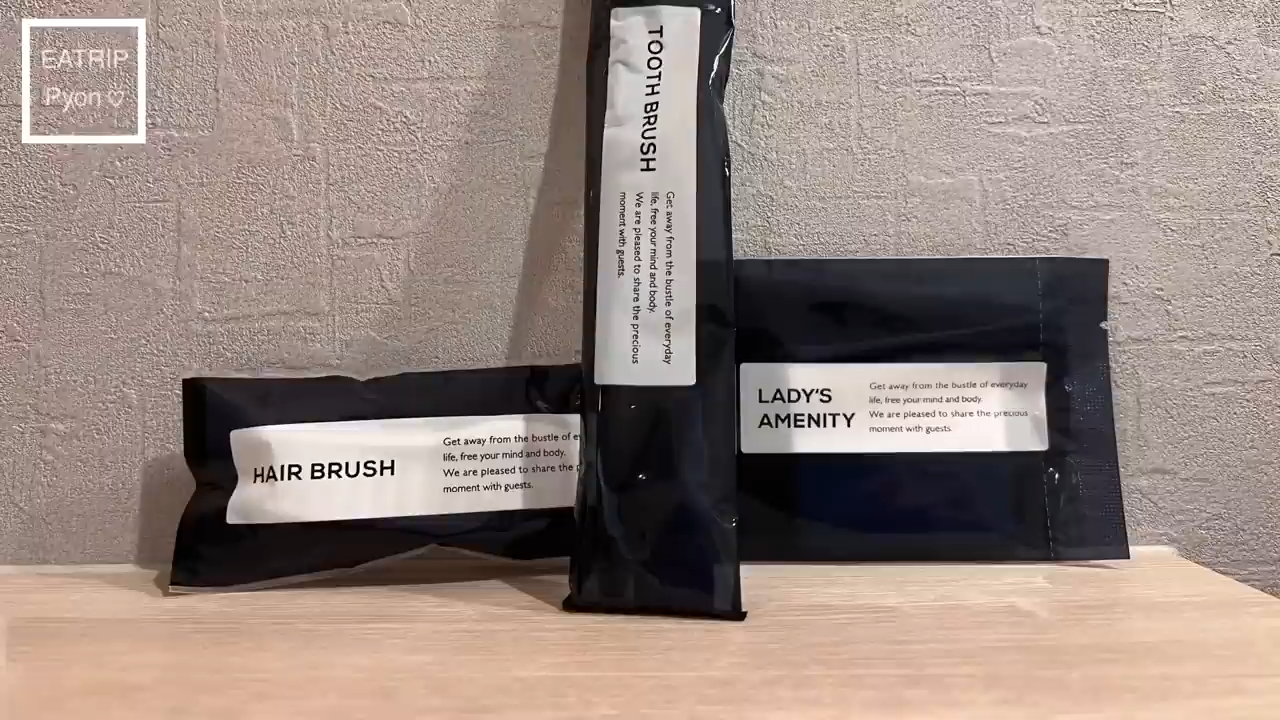 EATRIP
Pyon♡
TOOTH BRUSH
Get away from the bustle of everyday
life, free your mind and body.
We are pleased to share the precious
moment with guests.
HAIR BRUSH
Get away from the bustle of
life, free your mind and body.
We are pleased to share the
moment with guests.
LADY'S
AMENITY
Get away from the bustle of everyday
life, free your mind and body.
We are pleased to share the precious
moment with guests.